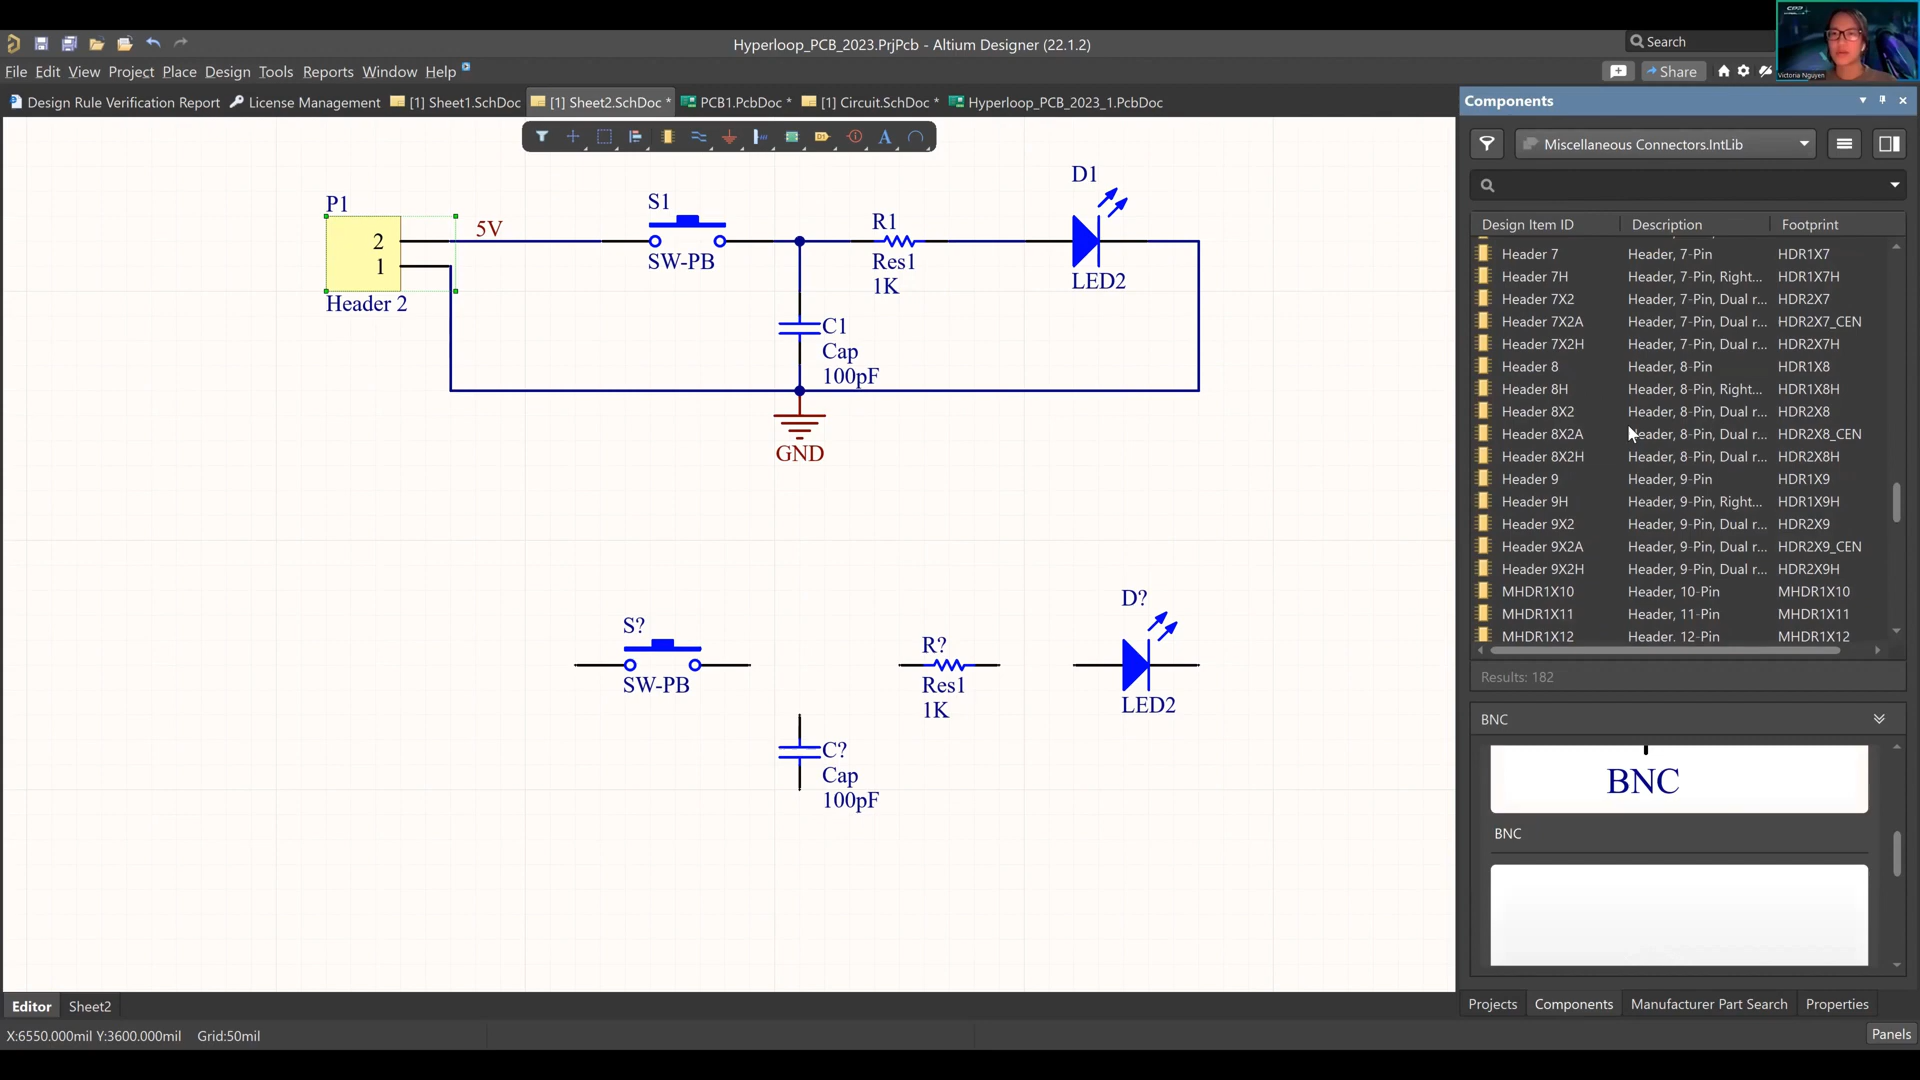 Hyperloop_PCB_2023.PrjPcb - Altium Designer (22.1.2)
Search
Victoria Nguyen
File Edit View Project Place Design Tools Reports Window Help
Share
Design Rule Verification Report
License Management
[1] Sheet1.SchDoc
[1] Sheet2.SchDoc *
PCB1.PcbDoc *
[1] Circuit.SchDoc *
Hyperloop_PCB_2023_1.PcbDoc
Components
Miscellaneous Connectors.IntLib
Design Item ID Description Footprint
Header 7 Header, 7-Pin HDR1X7
Header 7H Header, 7-Pin, Right... HDR1X7H
Header 7X2 Header, 7-Pin, Dual r... HDR2X7
Header 7X2A Header, 7-Pin, Dual r... HDR2X7_CEN
Header 7X2H Header, 7-Pin, Dual r... HDR2X7H
Header 8 Header, 8-Pin HDR1X8
Header 8H Header, 8-Pin, Right... HDR1X8H
Header 8X2 Header, 8-Pin, Dual r... HDR2X8
Header 8X2A Header, 8-Pin, Dual r... HDR2X8_CEN
Header 8X2H Header, 8-Pin, Dual r... HDR2X8H
Header 9 Header, 9-Pin HDR1X9
Header 9H Header, 9-Pin, Right... HDR1X9H
Header 9X2 Header, 9-Pin, Dual r... HDR2X9
Header 9X2A Header, 9-Pin, Dual r... HDR2X9_CEN
Header 9X2H Header, 9-Pin, Dual r... HDR2X9H
MHDR1X10 Header, 10-Pin MHDR1X10
MHDR1X11 Header, 11-Pin MHDR1X11
MHDR1X12 Header, 12-Pin MHDR1X12
Results: 182
BNC
BNC
BNC
P1
2
1
Header 2
5V
S1
SW-PB
R1
Res1
1K
D1
LED2
C1
Cap
100pF
GND
S?
SW-PB
R?
Res1
1K
D?
LED2
C?
Cap
100pF
Editor Sheet2
Projects Components Manufacturer Part Search Properties
X:6550.000mil Y:3600.000mil Grid:50mil
Panels